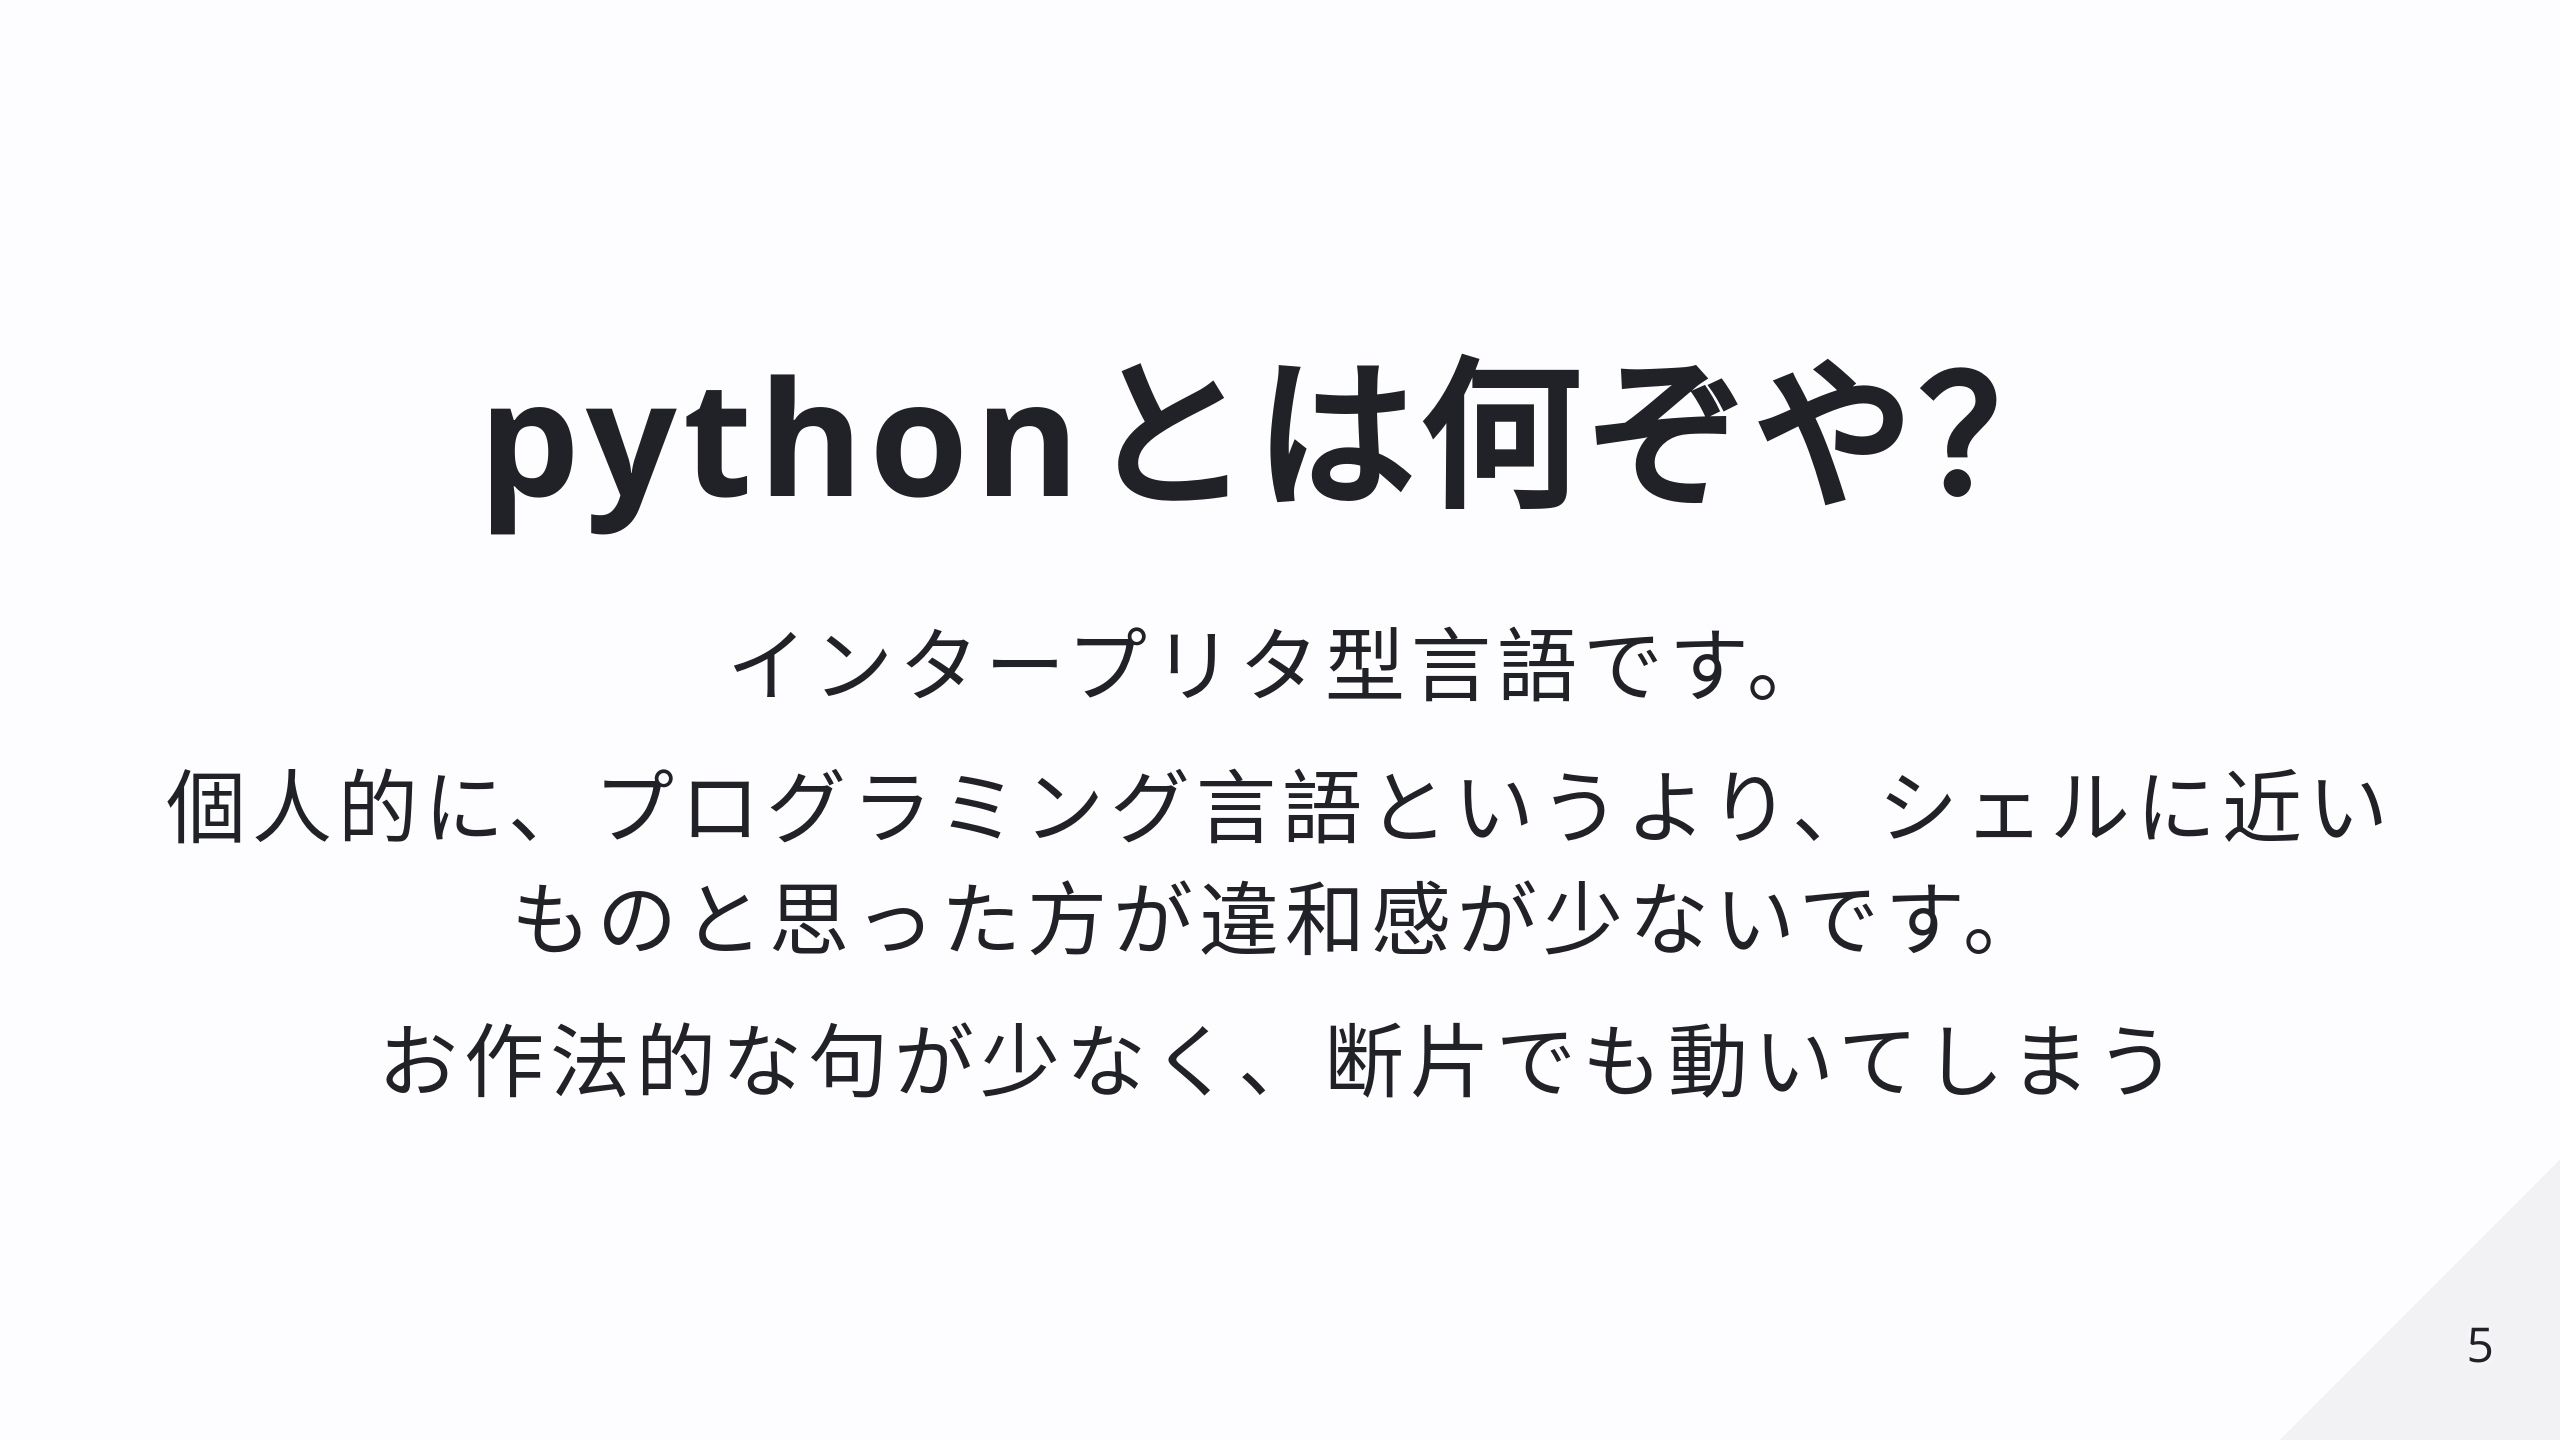 pythonとは何ぞや？
インタープリタ型言語です。
個人的に、プログラミング言語というより、シェルに近い
ものと思った方が違和感が少ないです。
お作法的な句が少なく、断片でも動いてしまう
5